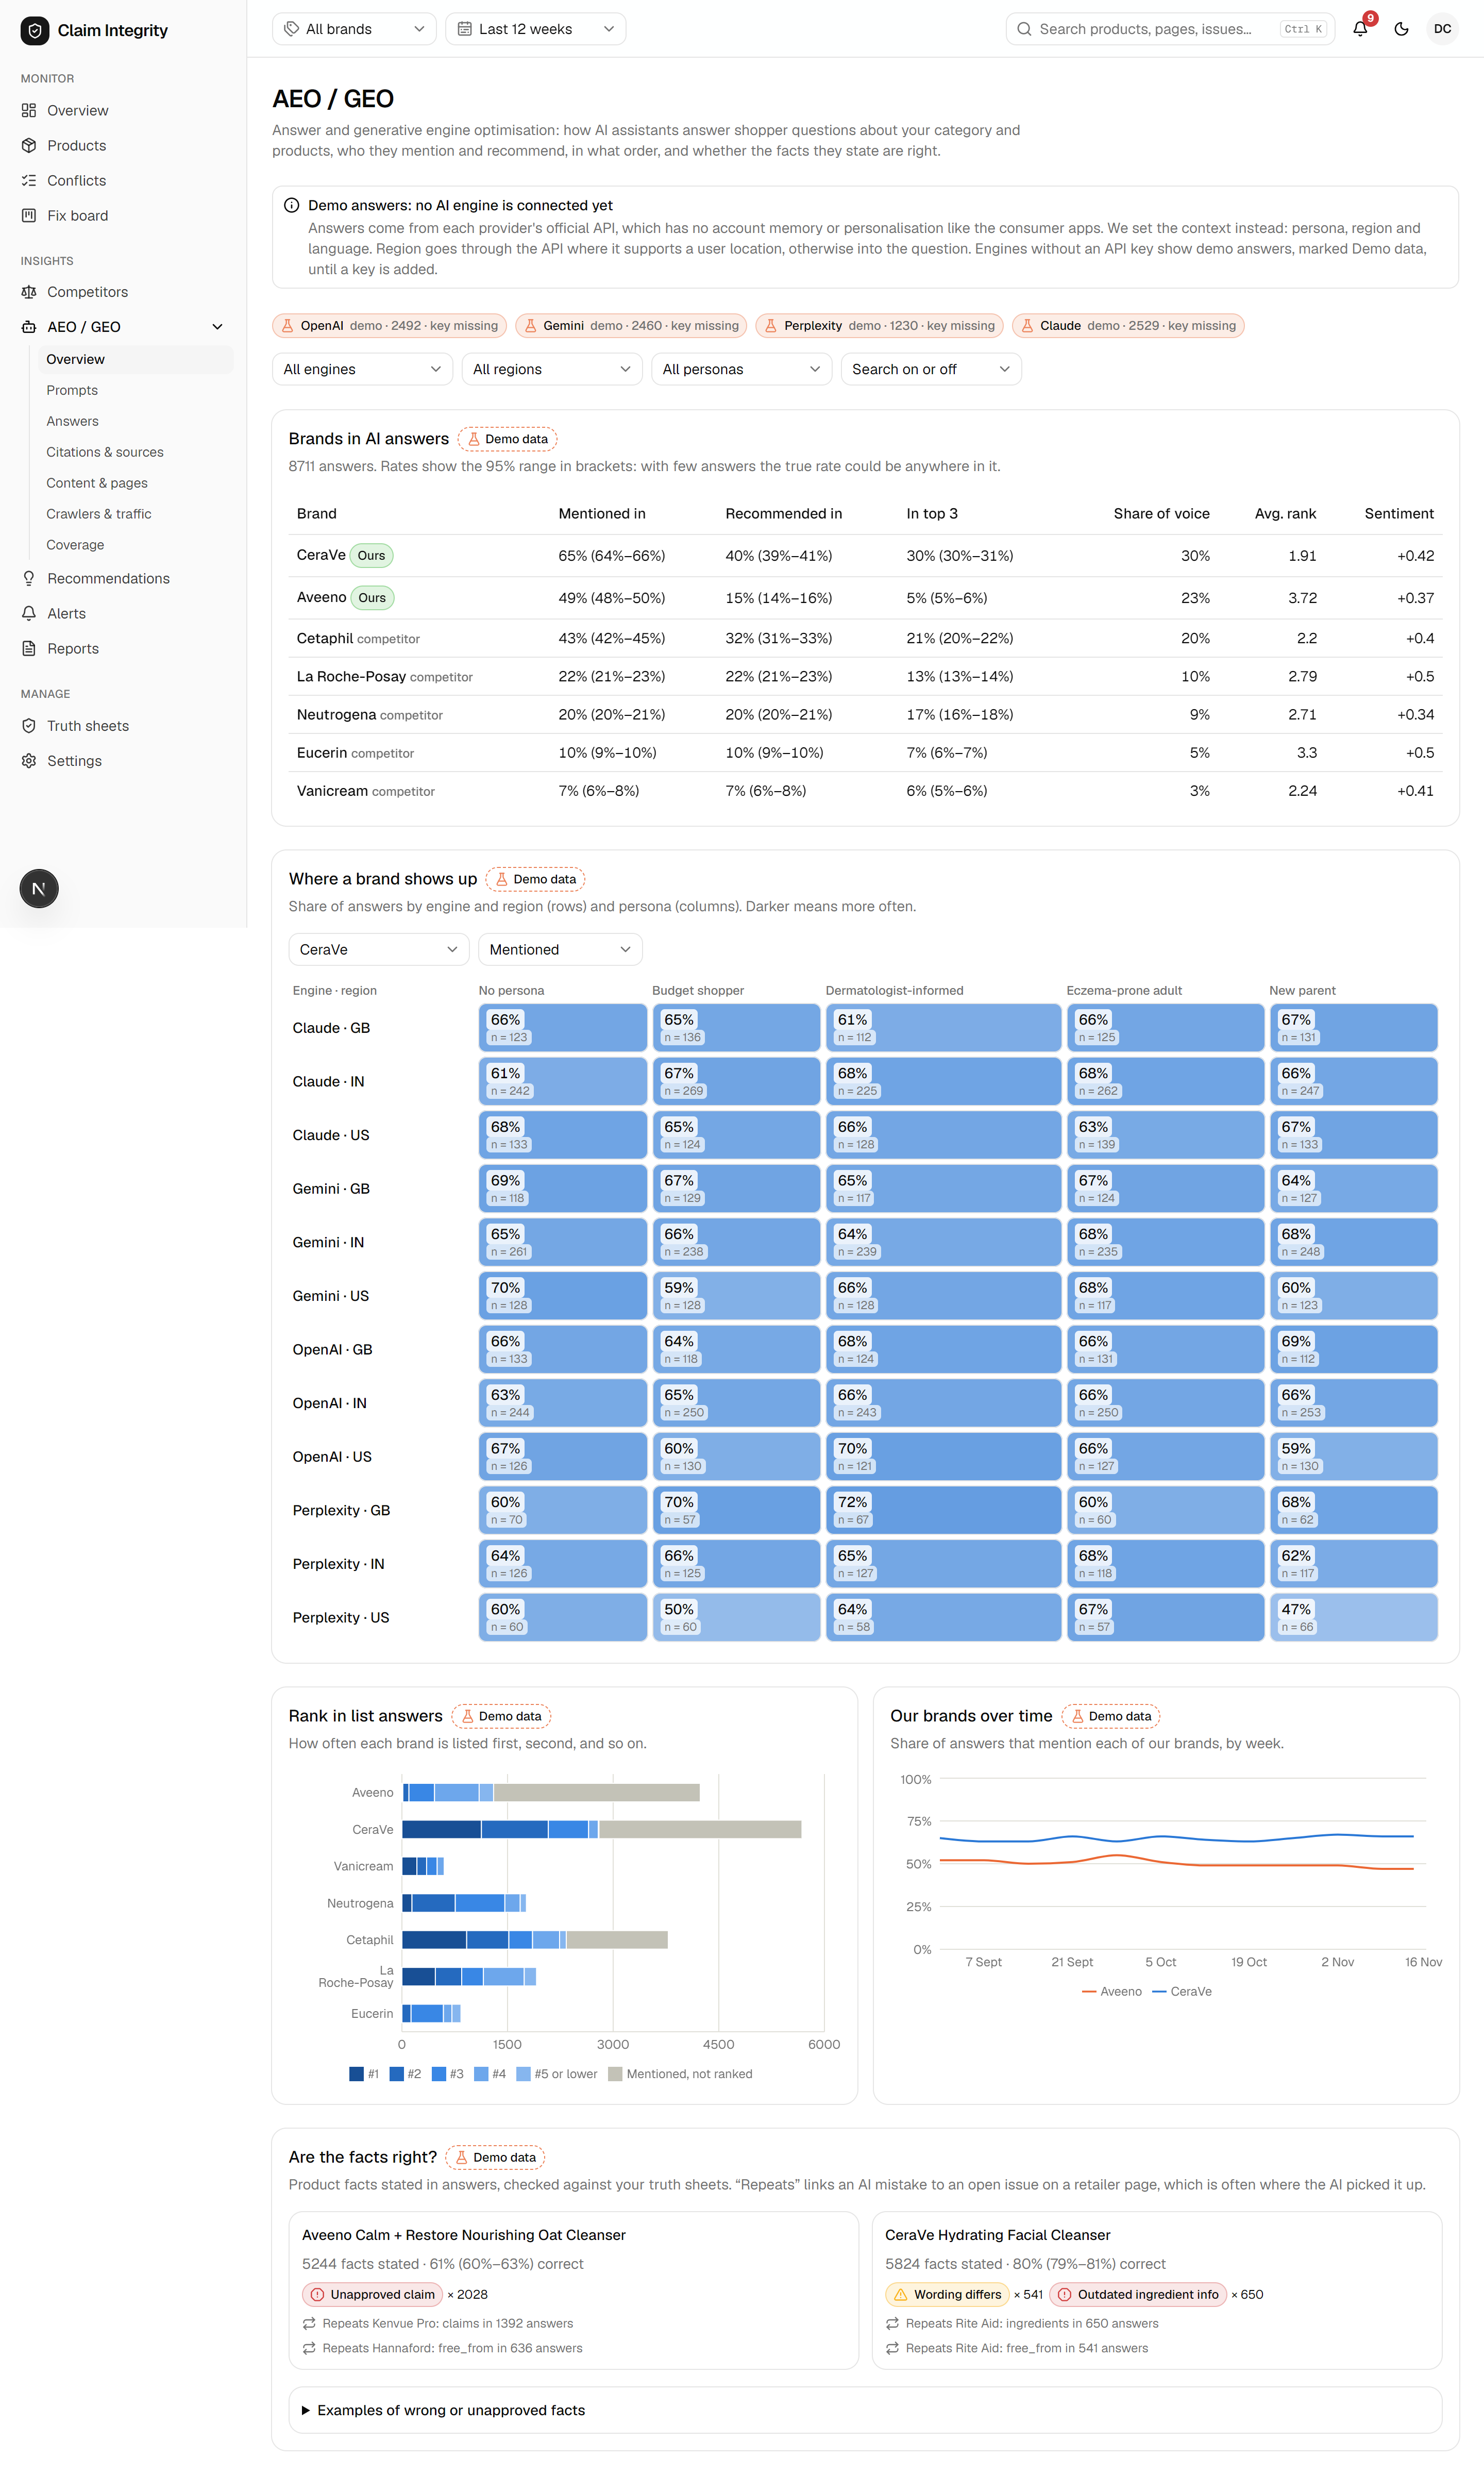 Claim Integrity
All brands
Last 12 weeks
Search products, pages, issues...
Ctrl K
9
DC
MONITOR
Overview
Products
Conflicts
Fix board
INSIGHTS
Competitors
AEO / GEO
Overview
Prompts
Answers
Citations & sources
Content & pages
Crawlers & traffic
Coverage
Recommendations
Alerts
Reports
MANAGE
Truth sheets
Settings
N
AEO / GEO
Answer and generative engine optimisation: how AI assistants answer shopper questions about your category and
products, who they mention and recommend, in what order, and whether the facts they state are right.
Demo answers: no AI engine is connected yet
Answers come from each provider's official API, which has no account memory or personalisation like the consumer apps. We set the context instead: persona, region and
language. Region goes through the API where it supports a user location, otherwise into the question. Engines without an API key show demo answers, marked Demo data,
until a key is added.
OpenAI demo · 2492 · key missing
Gemini demo · 2460 · key missing
Perplexity demo · 1230 · key missing
Claude demo · 2529 · key missing
All engines
All regions
All personas
Search on or off
Brands in AI answers Demo data
8711 answers. Rates show the 95% range in brackets: with few answers the true rate could be anywhere in it.
Brand Mentioned in Recommended in In top 3 Share of voice Avg. rank Sentiment
CeraVe Ours 65% (64%–66%) 40% (39%–41%) 30% (30%–31%) 30% 1.91 +0.42
Aveeno Ours 49% (48%–50%) 15% (14%–16%) 5% (5%–6%) 23% 3.72 +0.37
Cetaphil competitor 43% (42%–45%) 32% (31%–33%) 21% (20%–22%) 20% 2.2 +0.4
La Roche-Posay competitor 22% (21%–23%) 22% (21%–23%) 13% (13%–14%) 10% 2.79 +0.5
Neutrogena competitor 20% (20%–21%) 20% (20%–21%) 17% (16%–18%) 9% 2.71 +0.34
Eucerin competitor 10% (9%–10%) 10% (9%–10%) 7% (6%–7%) 5% 3.3 +0.5
Vanicream competitor 7% (6%–8%) 7% (6%–8%) 6% (5%–6%) 3% 2.24 +0.41
Where a brand shows up Demo data
Share of answers by engine and region (rows) and persona (columns). Darker means more often.
CeraVe
Mentioned
Engine · region No persona Budget shopper Dermatologist-informed Eczema-prone adult New parent
Claude · GB 66% n = 123 65% n = 136 61% n = 112 66% n = 125 67% n = 131
Claude · IN 61% n = 242 67% n = 269 68% n = 225 68% n = 262 66% n = 247
Claude · US 68% n = 133 65% n = 124 66% n = 128 63% n = 139 67% n = 133
Gemini · GB 69% n = 118 67% n = 129 65% n = 117 67% n = 124 64% n = 127
Gemini · IN 65% n = 261 66% n = 238 64% n = 239 68% n = 235 68% n = 248
Gemini · US 70% n = 128 59% n = 128 66% n = 128 68% n = 117 60% n = 123
OpenAI · GB 66% n = 133 64% n = 118 68% n = 124 66% n = 131 69% n = 112
OpenAI · IN 63% n = 244 65% n = 250 66% n = 243 66% n = 250 66% n = 253
OpenAI · US 67% n = 126 60% n = 130 70% n = 121 66% n = 127 59% n = 130
Perplexity · GB 60% n = 70 70% n = 57 72% n = 67 60% n = 60 68% n = 62
Perplexity · IN 64% n = 126 66% n = 125 65% n = 127 68% n = 118 62% n = 117
Perplexity · US 60% n = 60 50% n = 60 64% n = 58 67% n = 57 47% n = 66
Rank in list answers Demo data
How often each brand is listed first, second, and so on.
Aveeno
CeraVe
Vanicream
Neutrogena
Cetaphil
La
Roche-Posay
Eucerin
0 1500 3000 4500 6000
#1 #2 #3 #4 #5 or lower Mentioned, not ranked
Our brands over time Demo data
Share of answers that mention each of our brands, by week.
100%
75%
50%
25%
0%
7 Sept 21 Sept 5 Oct 19 Oct 2 Nov 16 Nov
Aveeno CeraVe
Are the facts right? Demo data
Product facts stated in answers, checked against your truth sheets. “Repeats” links an AI mistake to an open issue on a retailer page, which is often where the AI picked it up.
Aveeno Calm + Restore Nourishing Oat Cleanser
5244 facts stated · 61% (60%–63%) correct
Unapproved claim × 2028
Repeats Kenvue Pro: claims in 1392 answers
Repeats Hannaford: free_from in 636 answers
CeraVe Hydrating Facial Cleanser
5824 facts stated · 80% (79%–81%) correct
Wording differs × 541 Outdated ingredient info × 650
Repeats Rite Aid: ingredients in 650 answers
Repeats Rite Aid: free_from in 541 answers
Examples of wrong or unapproved facts